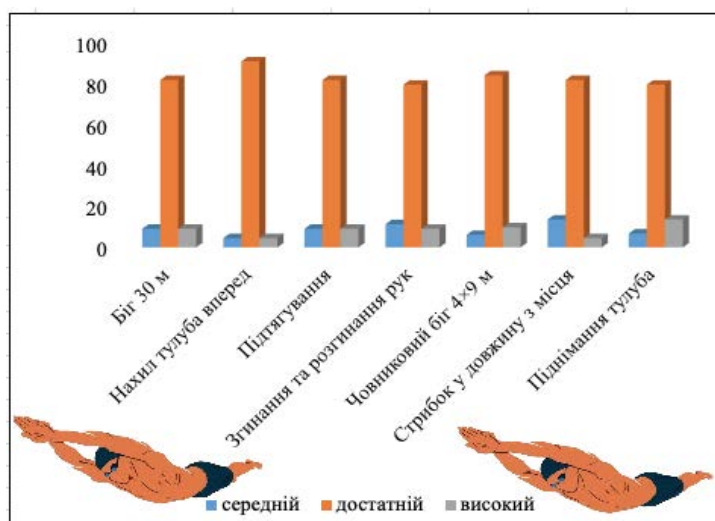 100
80
60
40
20
0
Біг 30 м
Нахил тулуба вперед
Підтягування
Згинання та розгинання рук
Човниковий біг 4×9 м
Стрибок у довжину з місця
Піднімання тулуба
середній достатній високий